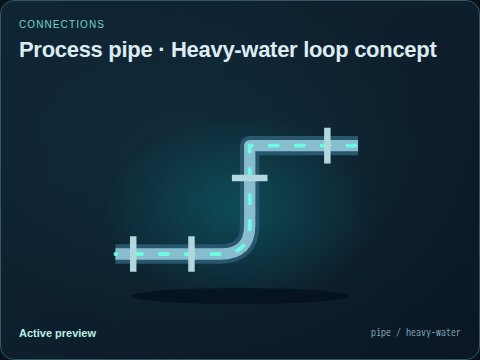 CONNECTIONS
Process pipe · Heavy-water loop concept
Active preview
pipe / heavy-water